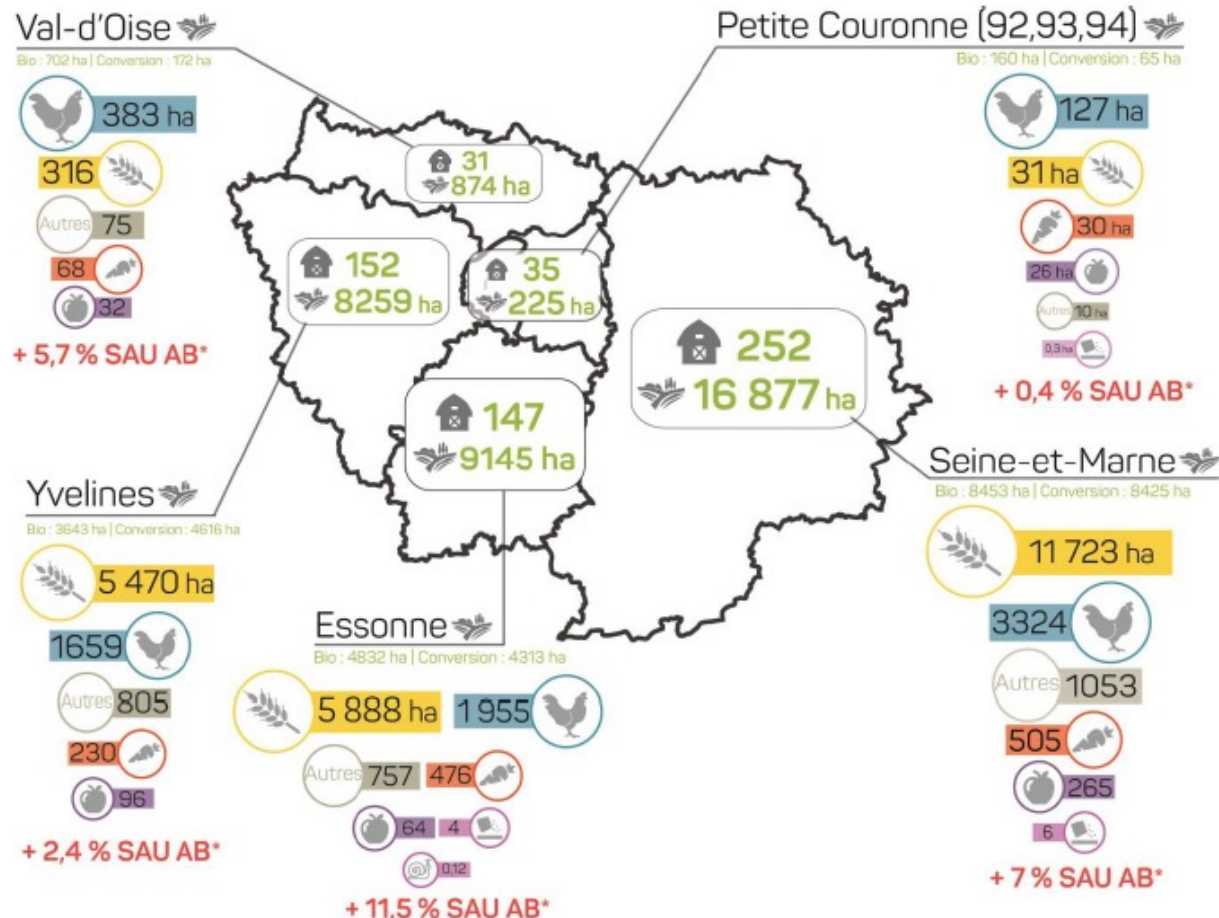 Val-d'Oise
Bio : 702 ha | Conversion : 172 ha
383 ha
316
Autres 75
68
32
+ 5,7 % SAU AB*
Petite Couronne (92,93,94)
Bio : 160 ha | Conversion : 65 ha
127 ha
31 ha
30 ha
26 ha
Autres 10 ha
0,3 ha
+ 0,4 % SAU AB*
31
874 ha
152
8259 ha
35
225 ha
252
16 877 ha
147
9145 ha
Yvelines
Bio : 3643 ha | Conversion : 4616 ha
5 470 ha
1659
Autres 805
230
96
+ 2,4 % SAU AB*
Essonne
Bio : 4832 ha | Conversion : 4313 ha
5 888 ha 1 955
Autres 757 476
64 4
0,12
+ 11,5 % SAU AB*
Seine-et-Marne
Bio : 8453 ha | Conversion : 8425 ha
11 723 ha
3324
Autres 1053
505
265
6
+ 7 % SAU AB*